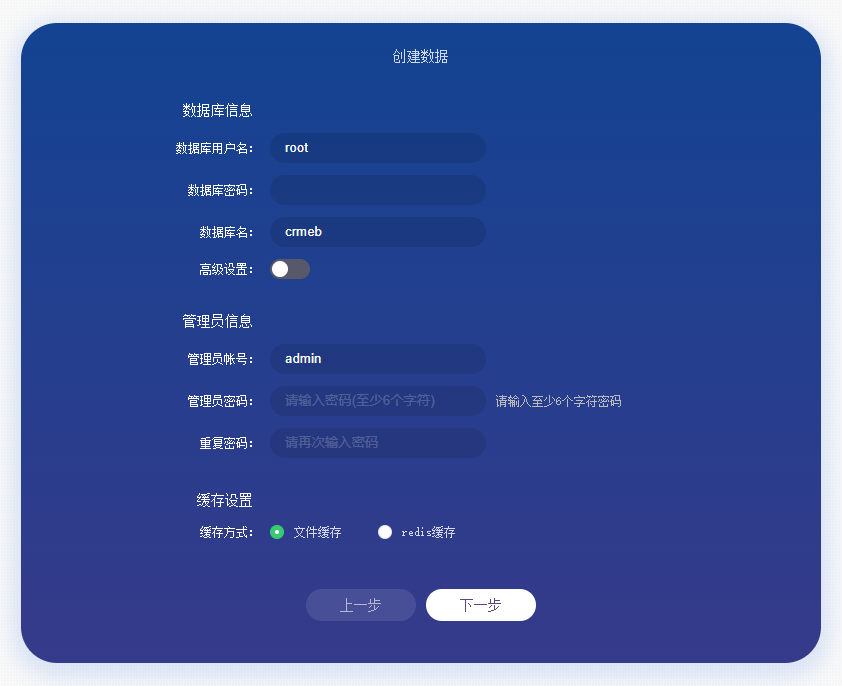 创建数据
数据库信息
数据库用户名： root
数据库密码：
数据库名： crmeb
高级设置：
管理员信息
管理员帐号： admin
管理员密码： 请输入密码(至少6个字符) 请输入至少6个字符密码
重复密码： 请再次输入密码
缓存设置
缓存方式： 文件缓存 redis缓存
上一步 下一步